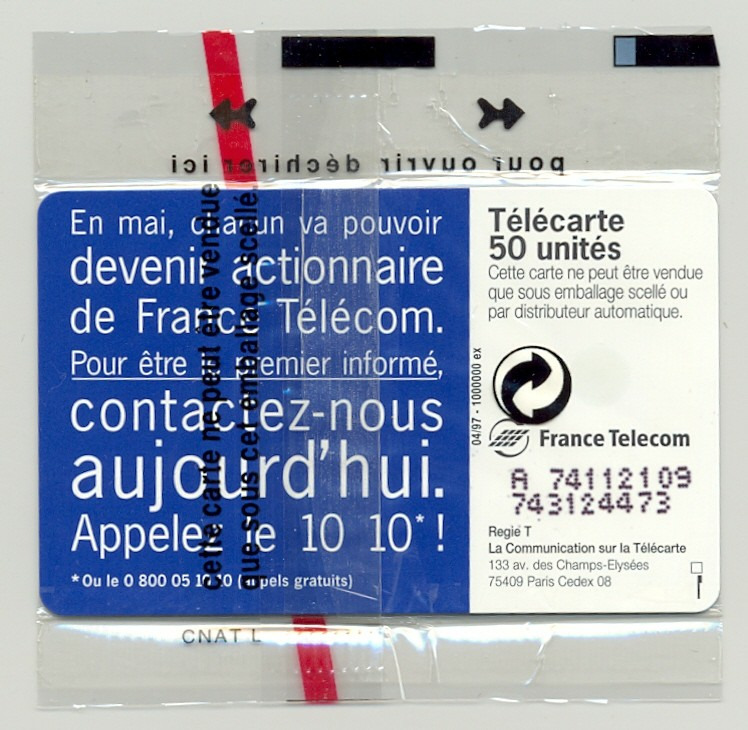 pour ouvrir déchirer ici
En mai, chacun va pouvoir
devenir actionnaire
de France Télécom.
Pour être le premier informé,
contactez-nous
aujourd'hui.
Appelez le 10 10* !
*Ou le 0 800 05 10 10 (appels gratuits)
cette carte ne peut être vendue
que sous cet emballage scellé.
Télécarte
50 unités
Cette carte ne peut être vendue
que sous emballage scellé ou
par distributeur automatique.
04/97 - 1000000 ex
France Telecom
A 74112109
743124473
Regie T
La Communication sur la Télécarte
133 av. des Champs-Elysées
75409 Paris Cedex 08
CNAT L